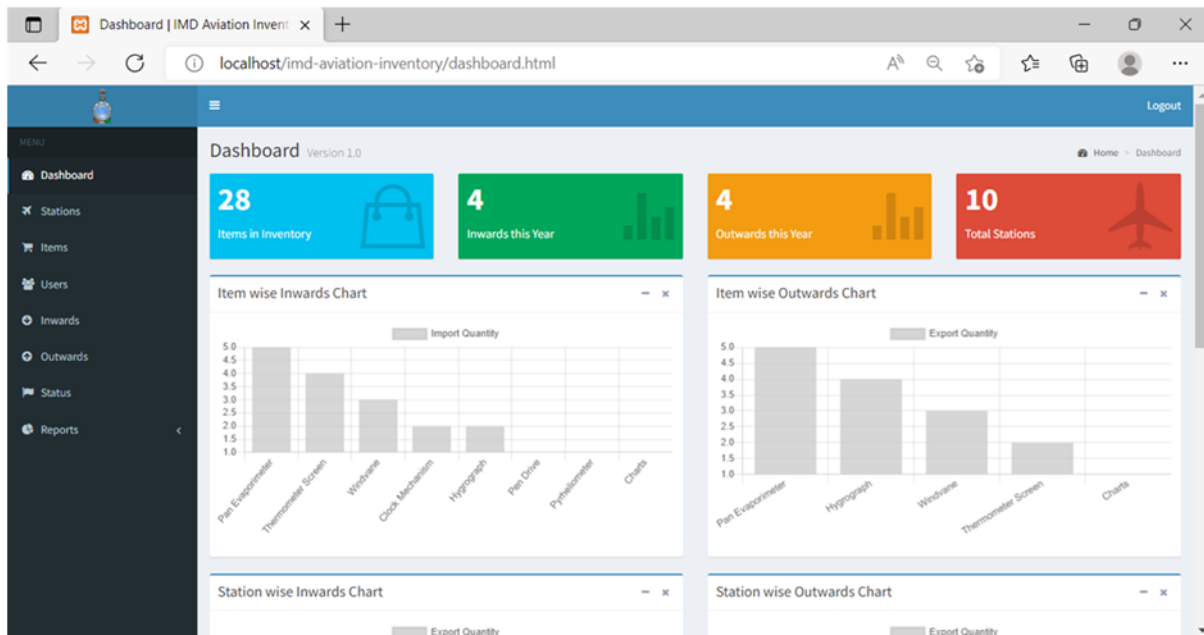 Dashboard | IMD Aviation Invent
localhost/imd-aviation-inventory/dashboard.html
Logout
MENU
Dashboard
Stations
Items
Users
Inwards
Outwards
Status
Reports
Dashboard Version 1.0
Home > Dashboard
28
Items in Inventory
4
Inwards this Year
4
Outwards this Year
10
Total Stations
Item wise Inwards Chart
Import Quantity
5.0
4.5
4.0
3.5
3.0
2.5
2.0
1.5
1.0
Pan Evaporimeter
Thermometer Screen
Windvane
Clock Mechanism
Hygrograph
Pen Drive
Pyrheliometer
Charts
Item wise Outwards Chart
Export Quantity
5.0
4.5
4.0
3.5
3.0
2.5
2.0
1.5
1.0
Pan Evaporimeter
Hygrograph
Windvane
Thermometer Screen
Charts
Station wise Inwards Chart
Export Quantity
Station wise Outwards Chart
Export Quantity